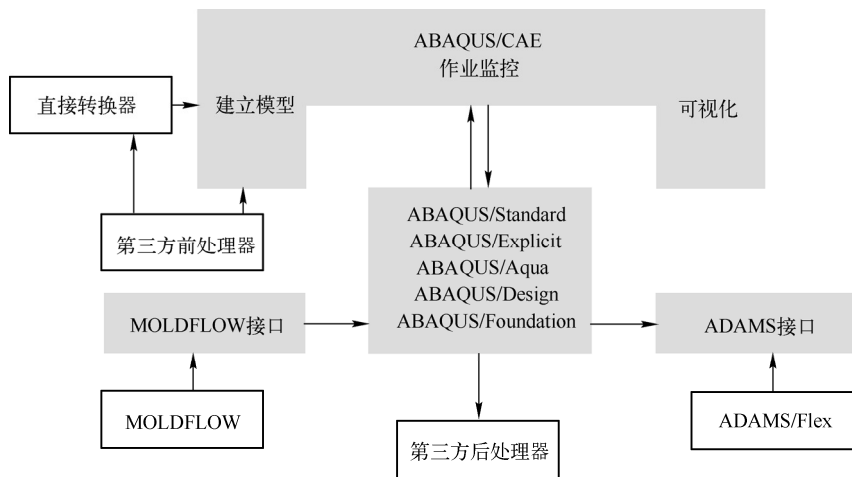 ABAQUS/CAE
作业监控
直接转换器
建立模型
可视化
第三方前处理器
ABAQUS/Standard
ABAQUS/Explicit
ABAQUS/Aqua
ABAQUS/Design
ABAQUS/Foundation
MOLDFLOW接口
ADAMS接口
MOLDFLOW
ADAMS/Flex
第三方后处理器